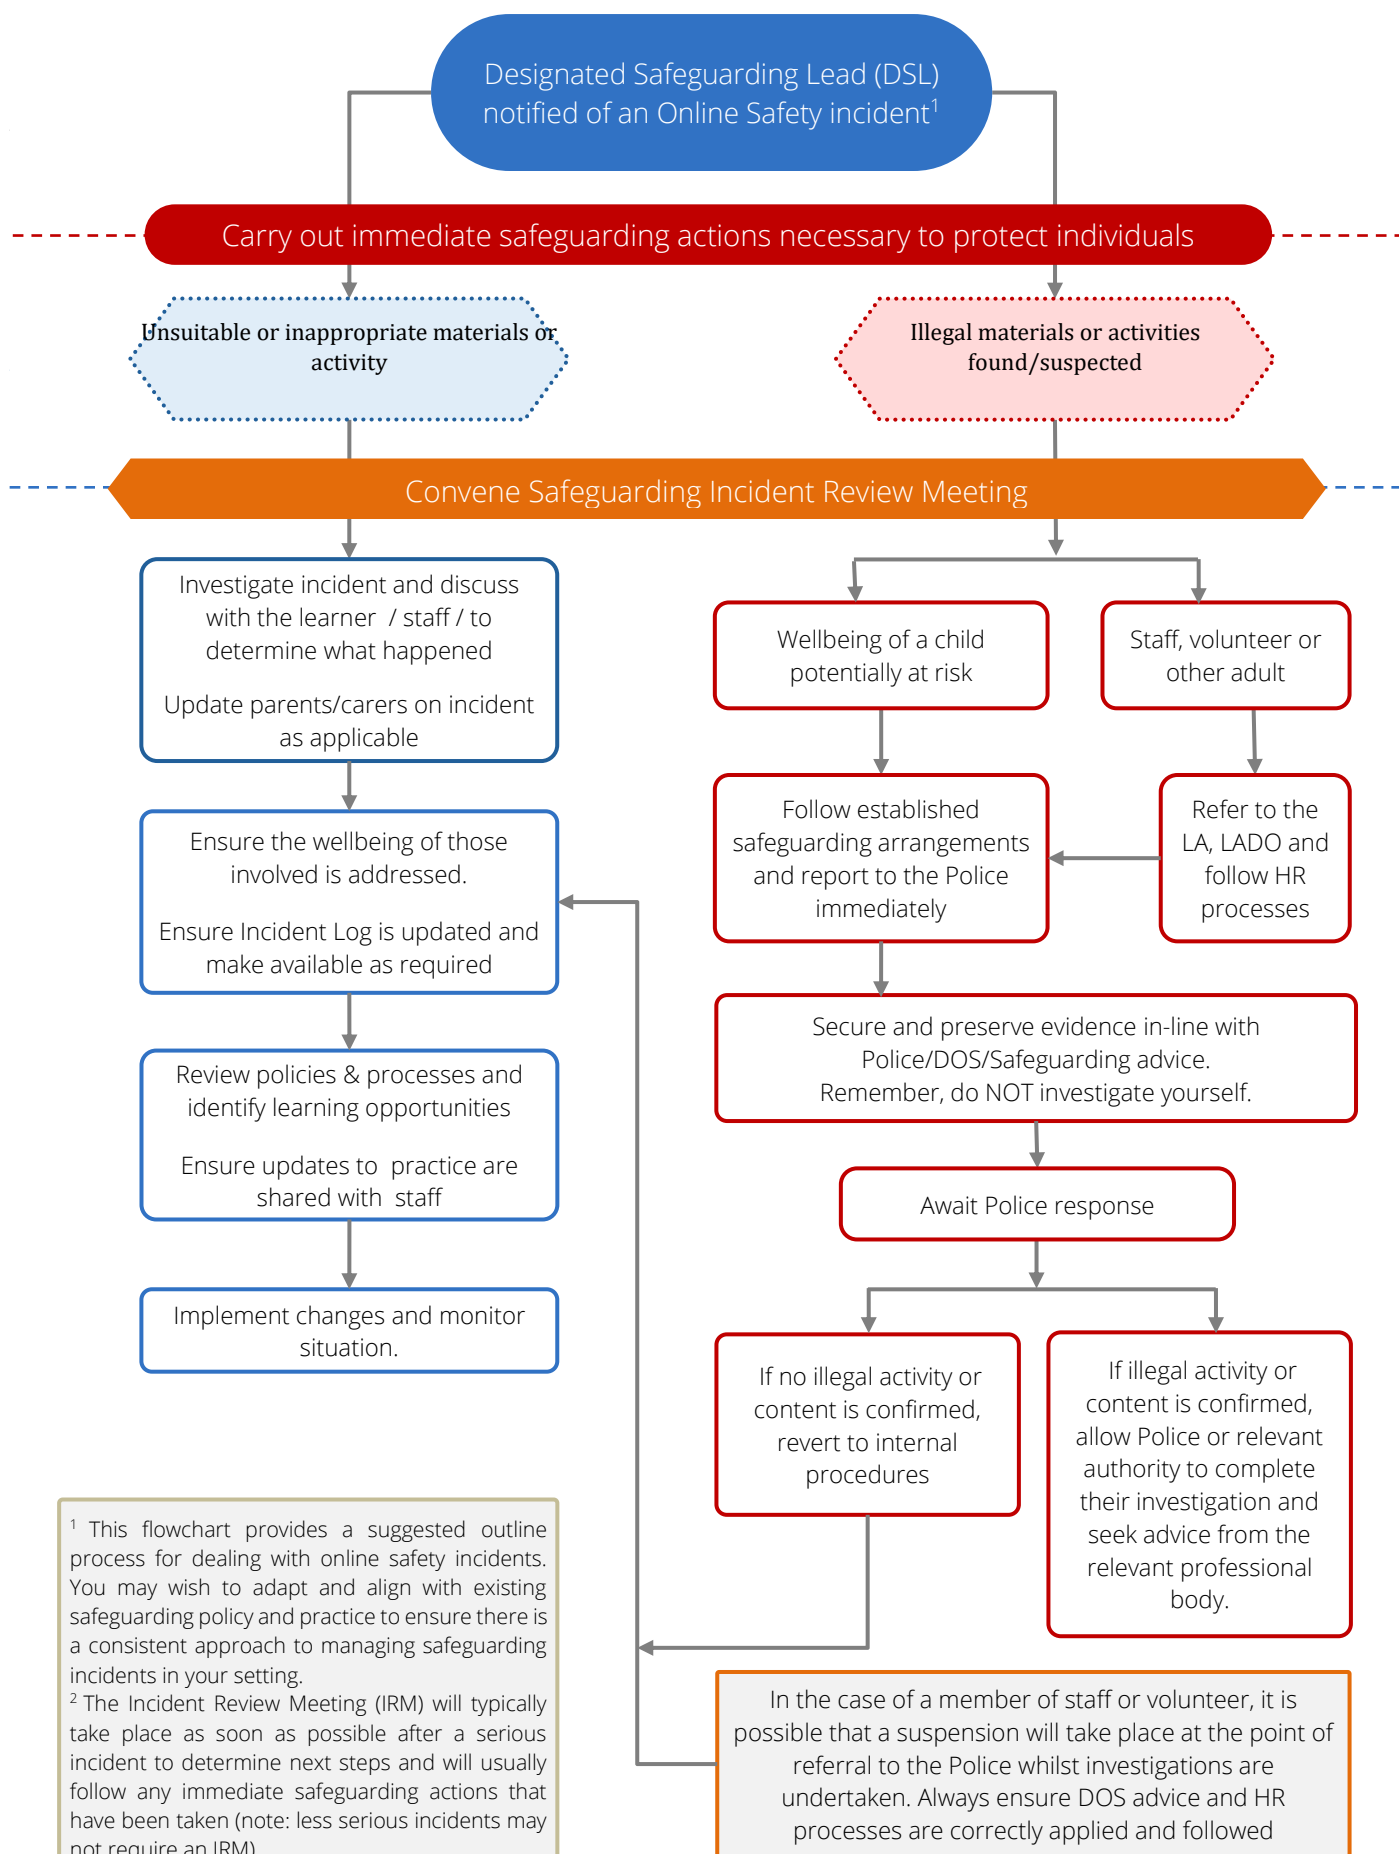 Designated Safeguarding Lead (DSL)
notified of an Online Safety incident1
Carry out immediate safeguarding actions necessary to protect individuals
Unsuitable or inappropriate materials or
activity
Illegal materials or activities
found/suspected
Convene Safeguarding Incident Review Meeting
Investigate incident and discuss
with the learner / staff / to
determine what happened
Update parents/carers on incident
as applicable
Ensure the wellbeing of those
involved is addressed.
Ensure Incident Log is updated and
make available as required
Review policies & processes and
identify learning opportunities
Ensure updates to practice are
shared with staff
Implement changes and monitor
situation.
Wellbeing of a child
potentially at risk
Staff, volunteer or
other adult
Follow established
safeguarding arrangements
and report to the Police
immediately
Refer to the
LA, LADO and
follow HR
processes
Secure and preserve evidence in-line with
Police/DOS/Safeguarding advice.
Remember, do NOT investigate yourself.
Await Police response
If no illegal activity or
content is confirmed,
revert to internal
procedures
If illegal activity or
content is confirmed,
allow Police or relevant
authority to complete
their investigation and
seek advice from the
relevant professional
body.
1 This flowchart provides a suggested outline
process for dealing with online safety incidents.
You may wish to adapt and align with existing
safeguarding policy and practice to ensure there is
a consistent approach to managing safeguarding
incidents in your setting.
2 The Incident Review Meeting (IRM) will typically
take place as soon as possible after a serious
incident to determine next steps and will usually
follow any immediate safeguarding actions that
have been taken (note: less serious incidents may
not require an IRM)
In the case of a member of staff or volunteer, it is
possible that a suspension will take place at the point of
referral to the Police whilst investigations are
undertaken. Always ensure DOS advice and HR
processes are correctly applied and followed